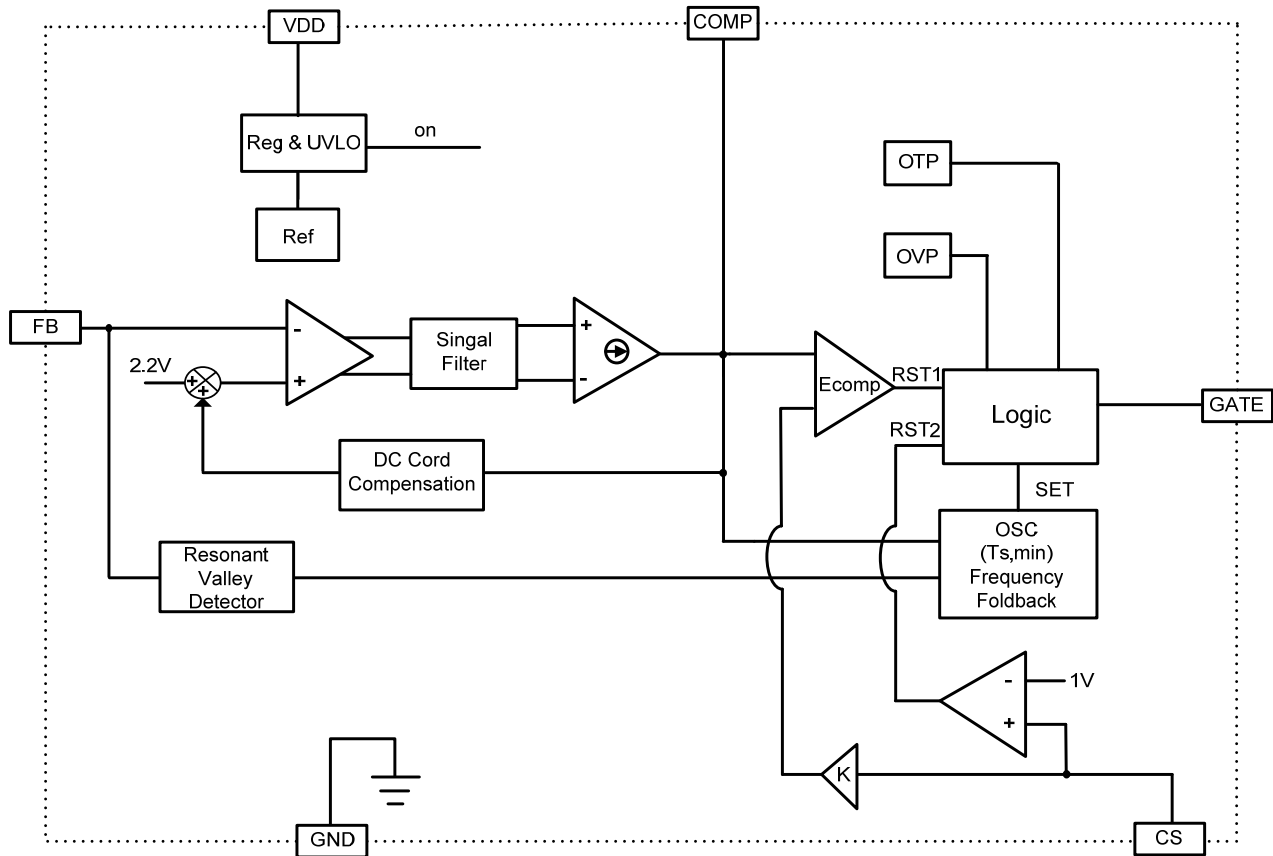 VDD
COMP
Reg & UVLO
on
Ref
OTP
OVP
FB
2.2V
+
+
-
+
Singal
Filter
+
-
Ecomp
RST1
RST2
Logic
GATE
DC Cord
Compensation
SET
Resonant
Valley
Detector
OSC
(Ts,min)
Frequency
Foldback
-
1V
+
K
GND
CS